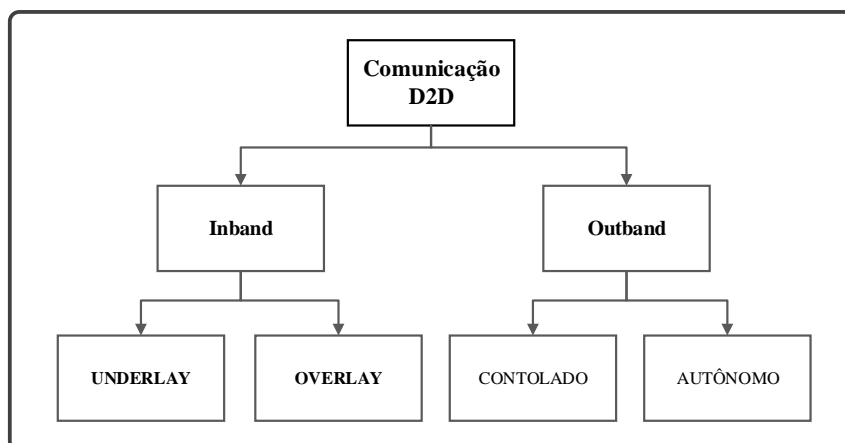 Comunicação
D2D
Inband
Outband
UNDERLAY
OVERLAY
CONTOLADO
AUTÔNOMO